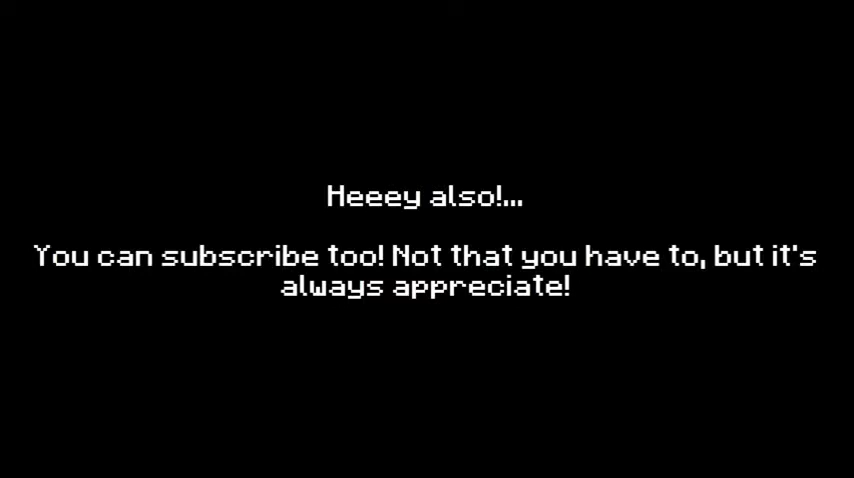 Heeey also!...
You can subscribe too! Not that you have to, but it's
always appreciate!